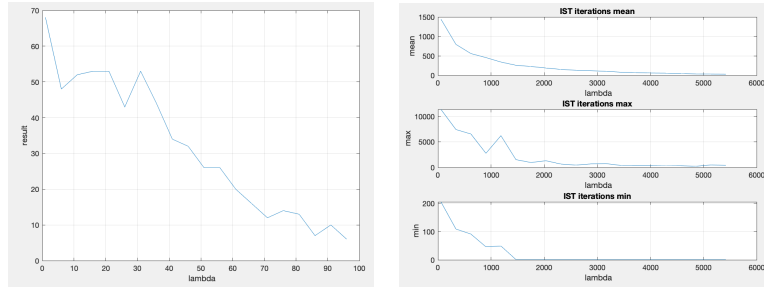 70
60
50
40
30
20
10
0
result
0 10 20 30 40 50 60 70 80 90 100
lambda
IST iterations mean
1500
1000
500
0
mean
0 1000 2000 3000 4000 5000 6000
lambda
IST iterations max
10000
5000
0
max
0 1000 2000 3000 4000 5000 6000
lambda
IST iterations min
200
100
0
min
0 1000 2000 3000 4000 5000 6000
lambda